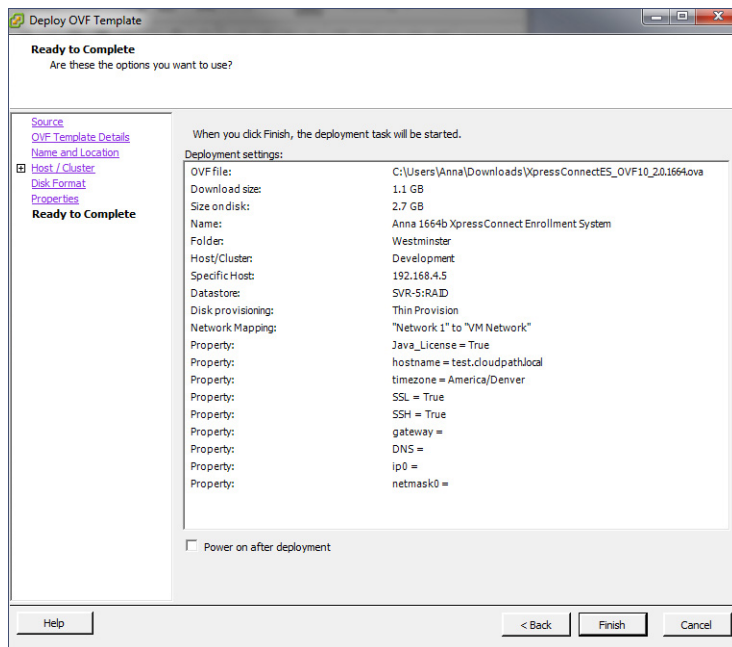 Deploy OVF Template
Ready to Complete
Are these the options you want to use?
Source
OVF Template Details
Name and Location
Host / Cluster
Disk Format
Properties
Ready to Complete
When you click Finish, the deployment task will be started.
Deployment settings:
OVF file: C:\Users\Anna\Downloads\XpressConnectES_OVF10_2.0.1664.ova
Download size: 1.1 GB
Size on disk: 2.7 GB
Name: Anna 1664b XpressConnect Enrollment System
Folder: Westminster
Host/Cluster: Development
Specific Host: 192.168.4.5
Datastore: SVR-5:RAID
Disk provisioning: Thin Provision
Network Mapping: "Network 1" to "VM Network"
Property: Java_License = True
Property: hostname = test.cloudpath.local
Property: timezone = America/Denver
Property: SSL = True
Property: SSH = True
Property: gateway =
Property: DNS =
Property: ip0 =
Property: netmask0 =
Power on after deployment
Help < Back Finish Cancel